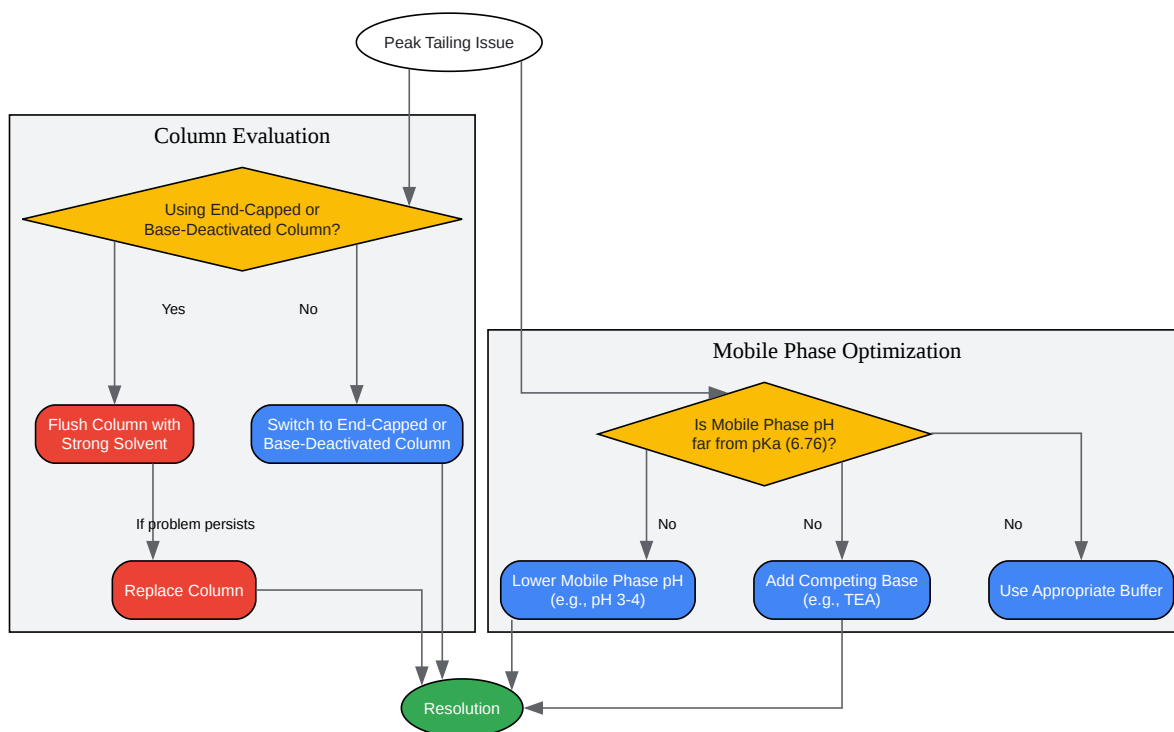 Peak Tailing Issue
Column Evaluation
Using End-Capped or
Base-Deactivated Column?
Yes
No
Flush Column with
Strong Solvent
Switch to End-Capped or
Base-Deactivated Column
If problem persists
Replace Column
Mobile Phase Optimization
Is Mobile Phase pH
far from pKa (6.76)?
No
No
No
Lower Mobile Phase pH
(e.g., pH 3-4)
Add Competing Base
(e.g., TEA)
Use Appropriate Buffer
Resolution